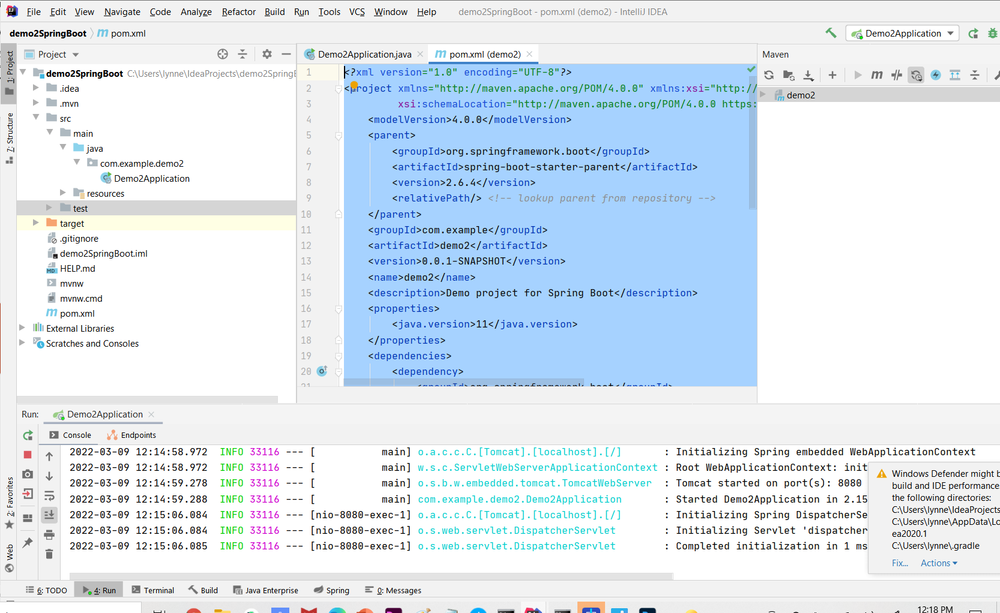 File Edit View Navigate Code Analyze Refactor Build Run Tools VCS Window Help demo2SpringBoot - pom.xml (demo2) - IntelliJ IDEA
demo2SpringBoot pom.xml Demo2Application
Project Demo2Application.java pom.xml (demo2) Maven
1: Project
7: Structure
2: Favorites
Web
demo2SpringBoot C:\Users\lynne\IdeaProjects\demo2SpringB
.idea
.mvn
src
main
java
com.example.demo2
Demo2Application
resources
test
target
.gitignore
demo2SpringBoot.iml
HELP.md
mvnw
mvnw.cmd
pom.xml
External Libraries
Scratches and Consoles
1 <?xml version="1.0" encoding="UTF-8"?>
2 <project xmlns="http://maven.apache.org/POM/4.0.0" xmlns:xsi="http://
3 xsi:schemaLocation="http://maven.apache.org/POM/4.0.0 https:
4 <modelVersion>4.0.0</modelVersion>
5 <parent>
6 <groupId>org.springframework.boot</groupId>
7 <artifactId>spring-boot-starter-parent</artifactId>
8 <version>2.6.4</version>
9 <relativePath/> <!-- lookup parent from repository -->
10 </parent>
11 <groupId>com.example</groupId>
12 <artifactId>demo2</artifactId>
13 <version>0.0.1-SNAPSHOT</version>
14 <name>demo2</name>
15 <description>Demo project for Spring Boot</description>
16 <properties>
17 <java.version>11</java.version>
18 </properties>
19 <dependencies>
20 <dependency>
21 <groupId>org.springframework.boot</groupId>
demo2
Run: Demo2Application
Console Endpoints
2022-03-09 12:14:58.972 INFO 33116 --- [ main] o.a.c.c.C.[Tomcat].[localhost].[/] : Initializing Spring embedded WebApplicationContext
2022-03-09 12:14:58.972 INFO 33116 --- [ main] w.s.c.ServletWebServerApplicationContext : Root WebApplicationContext: init
2022-03-09 12:14:59.278 INFO 33116 --- [ main] o.s.b.w.embedded.tomcat.TomcatWebServer : Tomcat started on port(s): 8080
2022-03-09 12:14:59.288 INFO 33116 --- [ main] com.example.demo2.Demo2Application : Started Demo2Application in 2.15
2022-03-09 12:15:06.084 INFO 33116 --- [nio-8080-exec-1] o.a.c.c.C.[Tomcat].[localhost].[/] : Initializing Spring DispatcherSe
2022-03-09 12:15:06.084 INFO 33116 --- [nio-8080-exec-1] o.s.web.servlet.DispatcherServlet : Initializing Servlet 'dispatcher
2022-03-09 12:15:06.085 INFO 33116 --- [nio-8080-exec-1] o.s.web.servlet.DispatcherServlet : Completed initialization in 1 ms
Windows Defender might b
build and IDE performance
the following directories:
C:\Users\lynne\IdeaProjects
C:\Users\lynne\AppData\Lo
ea2020.1
C:\Users\lynne\.gradle
Fix... Actions
6: TODO 4: Run Terminal Build Java Enterprise Spring 0: Messages
12:18 PM